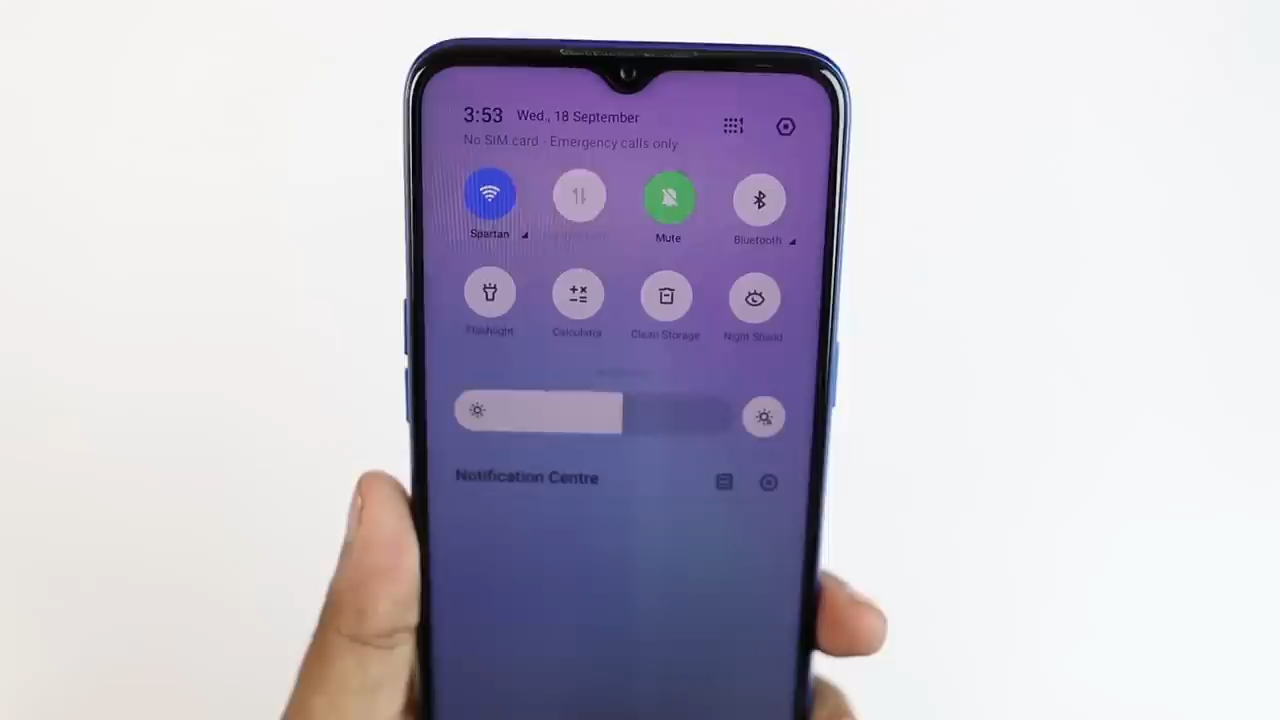 3:53 Wed., 18 September
No SIM card - Emergency calls only
Spartan Mute Bluetooth
Flashlight Calculator Clean Storage Night Shield
Notification Centre